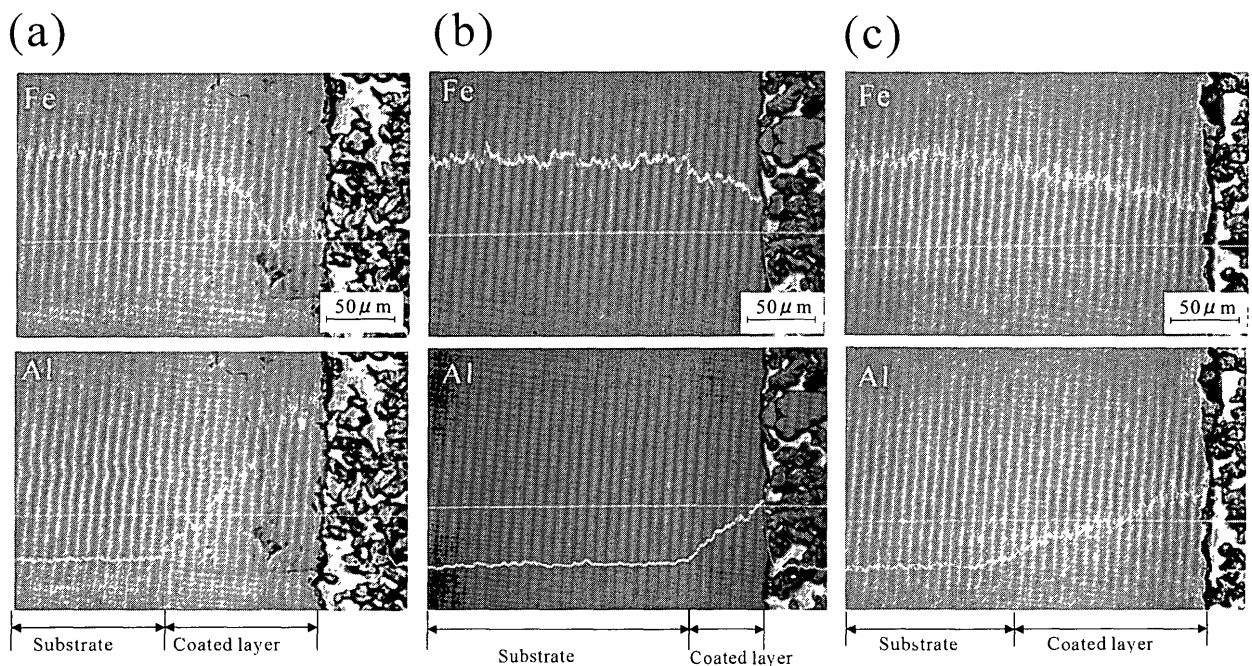 (a)
(b)
(c)
Fe
Fe
Fe
50μm
50μm
50μm
Al
Al
Al
Substrate
Coated layer
Substrate
Coated layer
Substrate
Coated layer